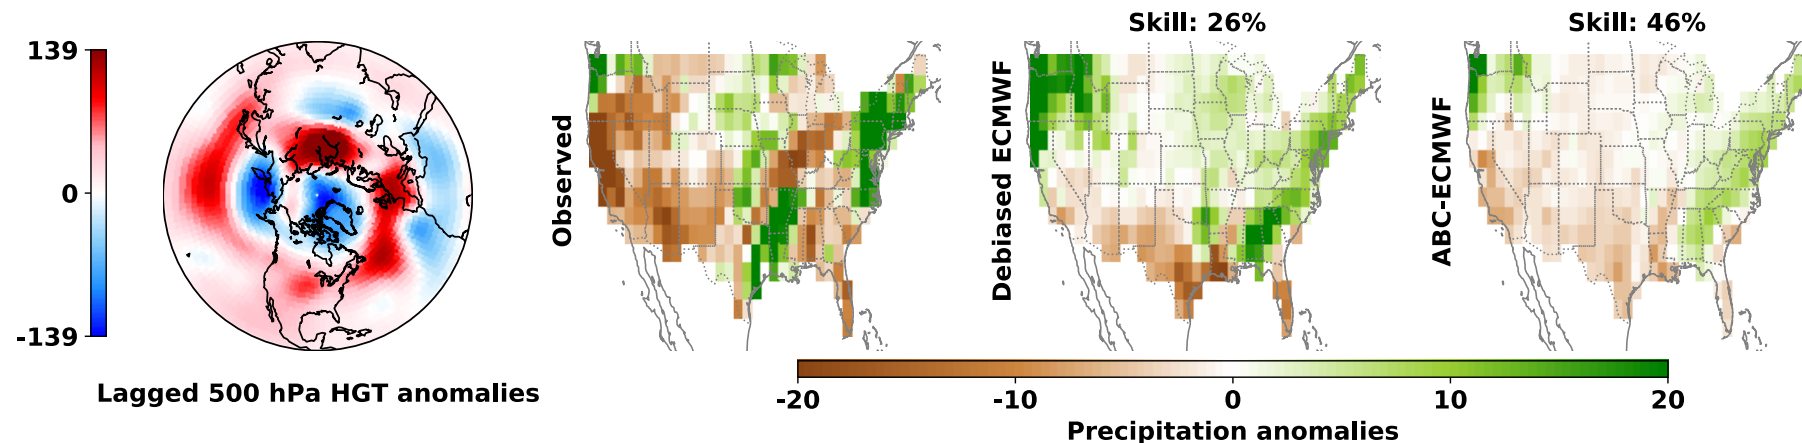 139
0
-139
Lagged 500 hPa HGT anomalies
Observed
Skill: 26%
Debiased ECMWF
Skill: 46%
ABC-ECMWF
-20
-10
0
10
20
Precipitation anomalies